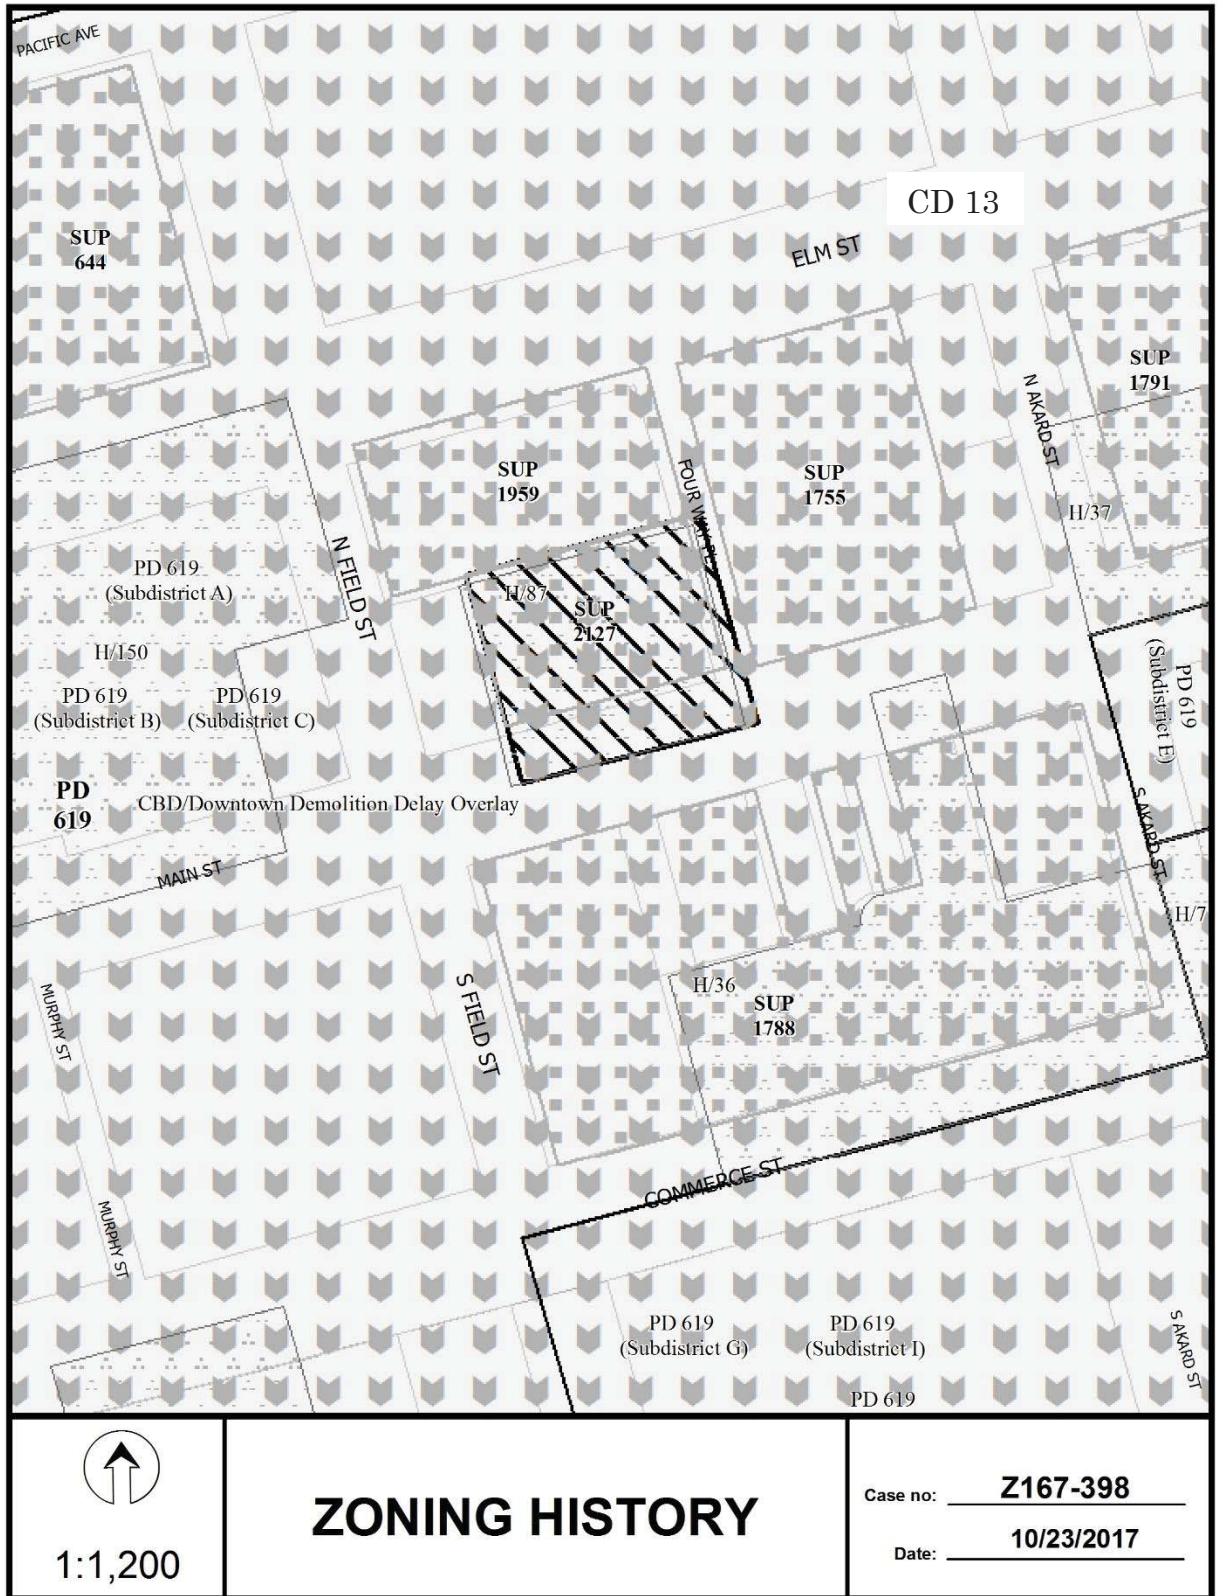 PACIFIC AVE
CD 13
ELM ST
SUP
644
SUP
1791
N AKARD ST
SUP
1959
FOUR WAY PL
SUP
1755
H/37
N FIELD ST
PD 619
(Subdistrict A)
H/87
SUP
2127
H/150
PD 619
(Subdistrict B)
PD 619
(Subdistrict C)
PD 619
(Subdistrict E)
PD
619
CBD/Downtown Demolition Delay Overlay
S AKARD ST
MAIN ST
H/7
S FIELD ST
H/36
SUP
1788
MURPHY ST
COMMERCE ST
MURPHY ST
PD 619
(Subdistrict G)
PD 619
(Subdistrict I)
S AKARD ST
PD 619
1:1,200
ZONING HISTORY
Case no: Z167-398
Date: 10/23/2017